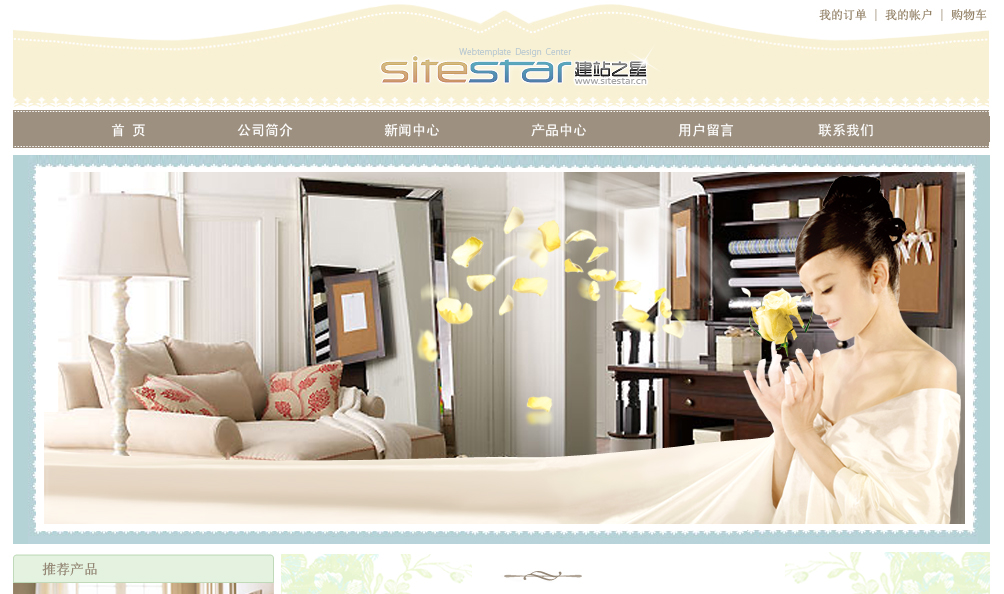 我的订单 | 我的帐户 | 购物车
Webtemplate Design Center
sitestar 建站之星
www.sitestar.cn
首 页 公司简介 新闻中心 产品中心 用户留言 联系我们
推荐产品